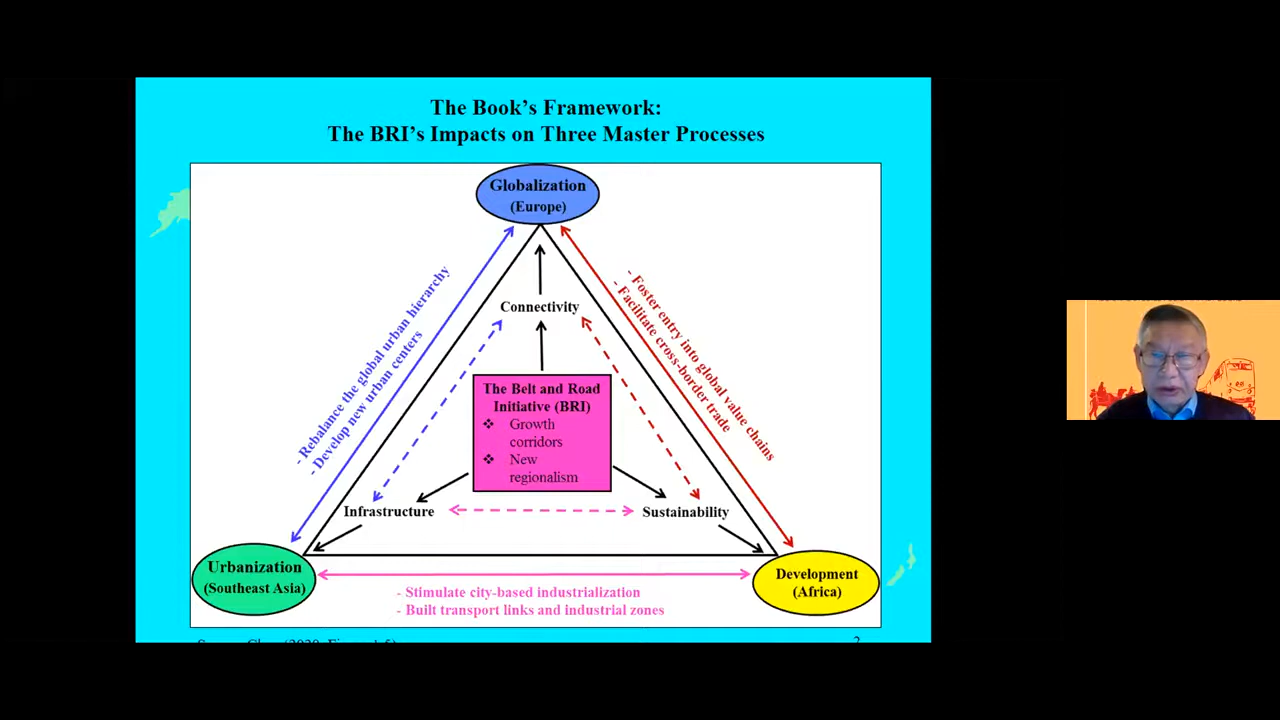 The Book's Framework:
The BRI's Impacts on Three Master Processes
Globalization
(Europe)
- Rebalance the global urban hierarchy
- Develop new urban centers
- Foster entry into global value chains
- Facilitate cross-border trade
Connectivity
The Belt and Road
Initiative (BRI)
❖ Growth
corridors
❖ New
regionalism
Infrastructure
Sustainability
Urbanization
(Southeast Asia)
Development
(Africa)
- Stimulate city-based industrialization
- Built transport links and industrial zones
2